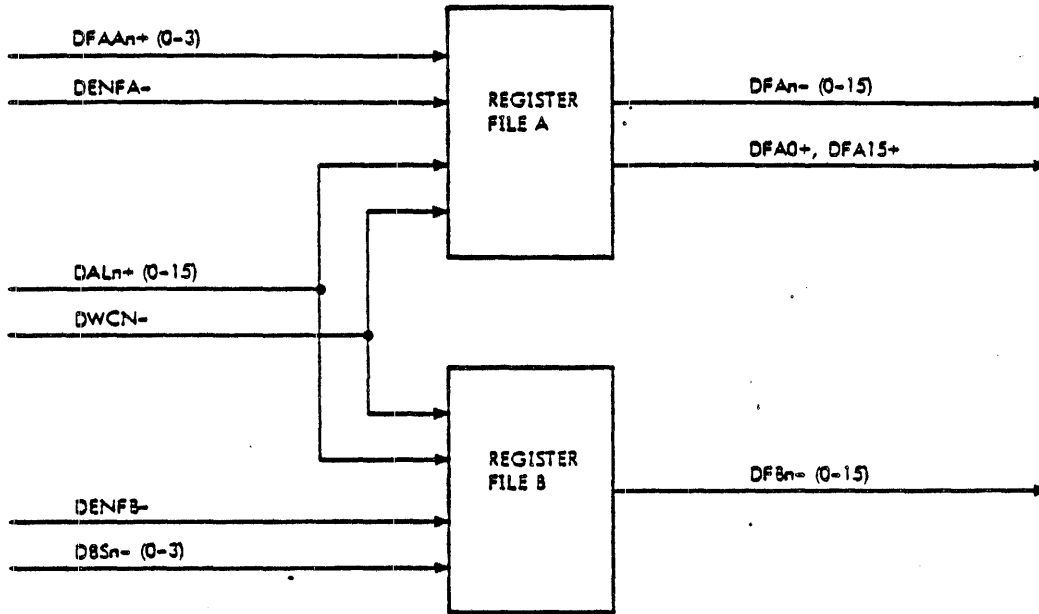 DFAAn+ (0-3)
DENFA-
REGISTER
FILE A
DFAn- (0-15)
DFA0+, DFA15+
DALn+ (0-15)
DWCN-
REGISTER
FILE B
DFBn- (0-15)
DENFB-
DBSn- (0-3)